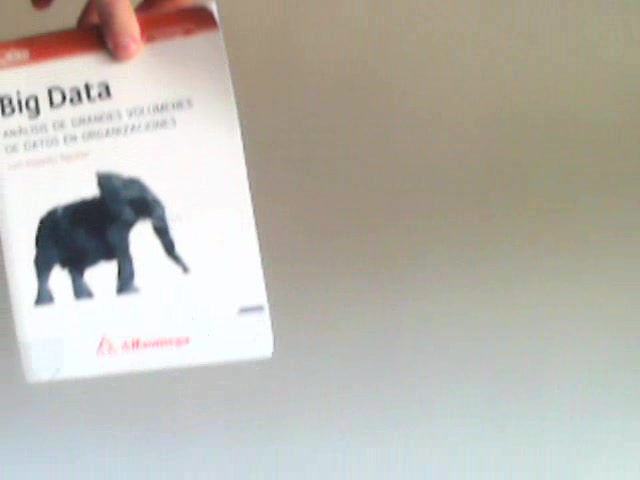 Big Data
ANÁLISIS DE GRANDES VOLÚMENES
DE DATOS EN ORGANIZACIONES
Alfaomega